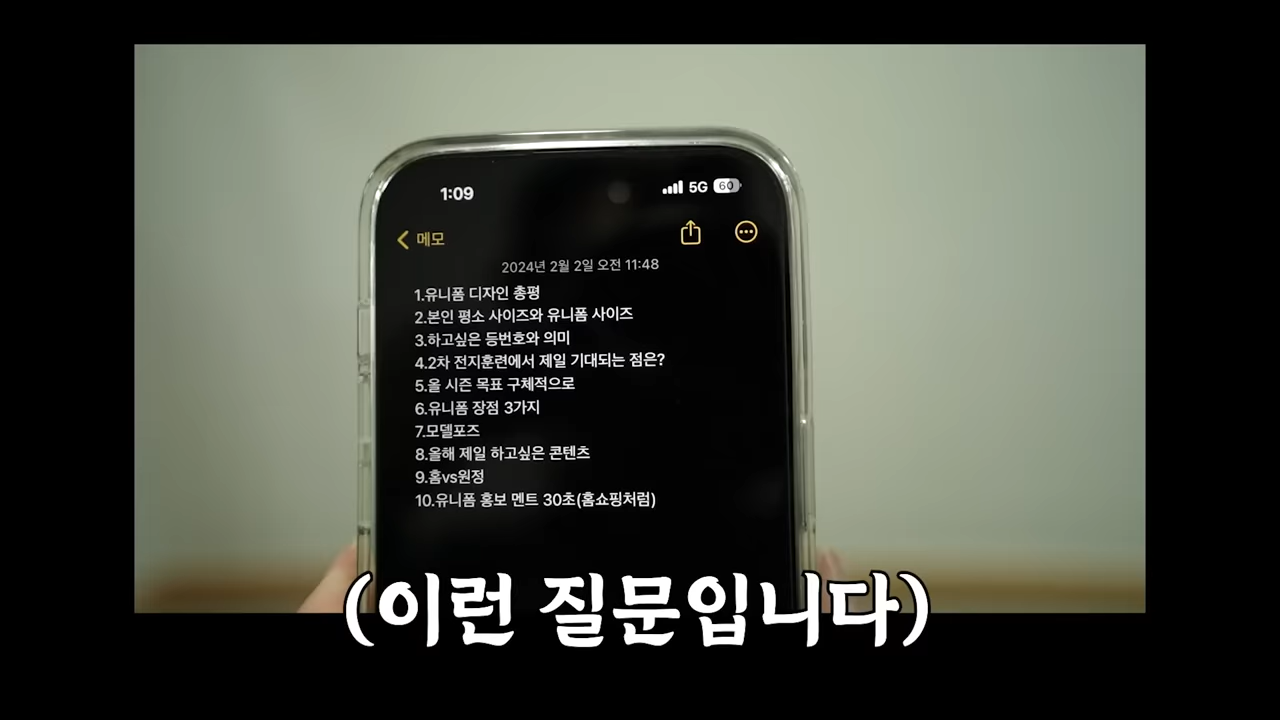 1:09
5G 60
메모
2024년 2월 2일 오전 11:48
1.유니폼 디자인 총평
2.본인 평소 사이즈와 유니폼 사이즈
3.하고싶은 등번호와 의미
4.2차 전지훈련에서 제일 기대되는 점은?
5.올 시즌 목표 구체적으로
6.유니폼 장점 3가지
7.모델포즈
8.올해 제일 하고싶은 콘텐츠
9.홈vs원정
10.유니폼 홍보 멘트 30초(홈쇼핑처럼)
(이런 질문입니다)